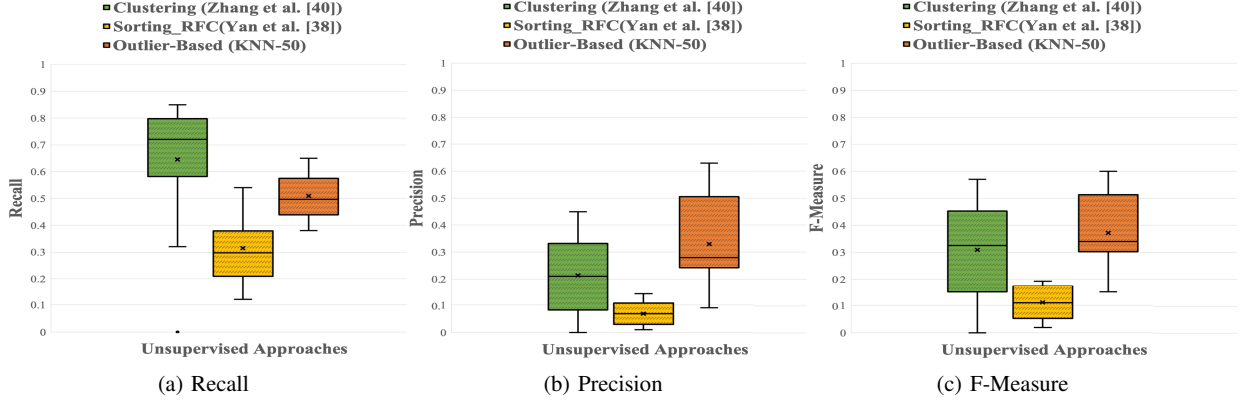 Clustering (Zhang et al. [40])
Sorting_RFC(Yan et al. [38])
Outlier-Based (KNN-50)
1
0.9
0.8
0.7
0.6
0.5
0.4
0.3
0.2
0.1
0
Recall
Unsupervised Approaches
(a) Recall
Clustering (Zhang et al. [40])
Sorting_RFC(Yan et al. [38])
Outlier-Based (KNN-50)
1
0.9
0.8
0.7
0.6
0.5
0.4
0.3
0.2
0.1
0
Precision
Unsupervised Approaches
(b) Precision
Clustering (Zhang et al. [40])
Sorting_RFC(Yan et al. [38])
Outlier-Based (KNN-50)
1
0 9
0 8
0 7
0 6
0 5
0 4
0 3
0 2
0 1
0
F-Measure
Unsupervised Approaches
(c) F-Measure